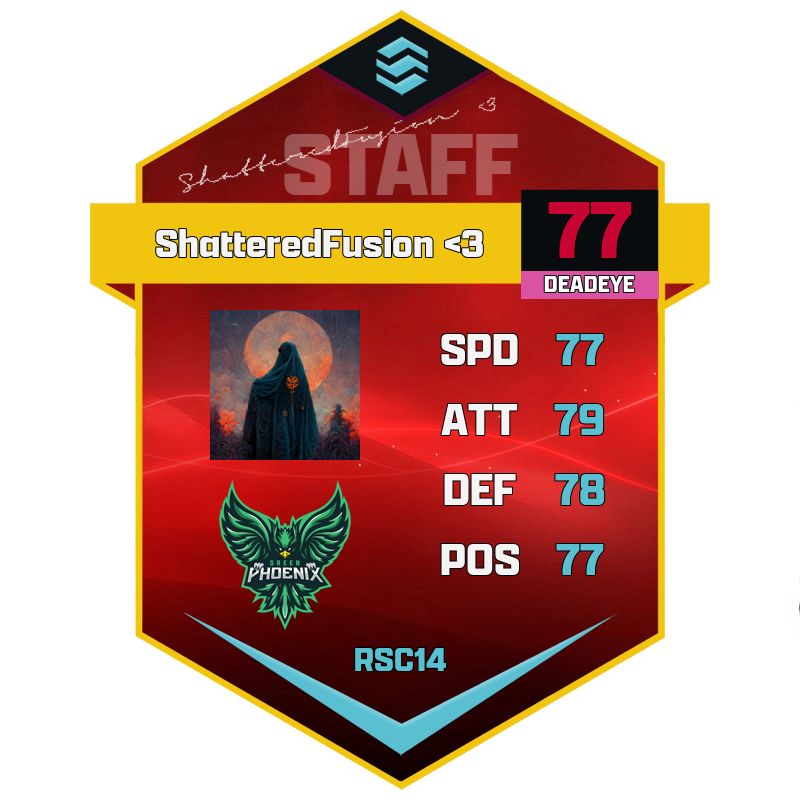 ShatteredFusion <3
STAFF
ShatteredFusion <3
77
DEADEYE
SPD 77
ATT 79
DEF 78
POS 77
GREEN
PHOENIX
RSC14